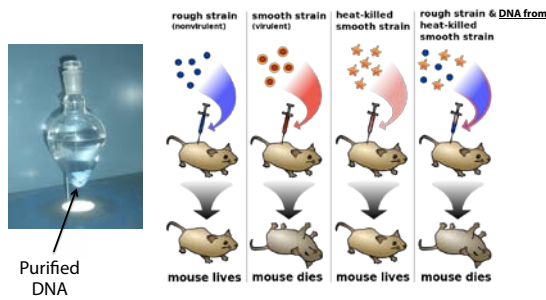 Purified
DNA
rough strain
(nonvirulent)
mouse lives
smooth strain
(virulent)
mouse dies
heat-killed
smooth strain
mouse lives
rough strain & DNA from
heat-killed
smooth strain
mouse dies